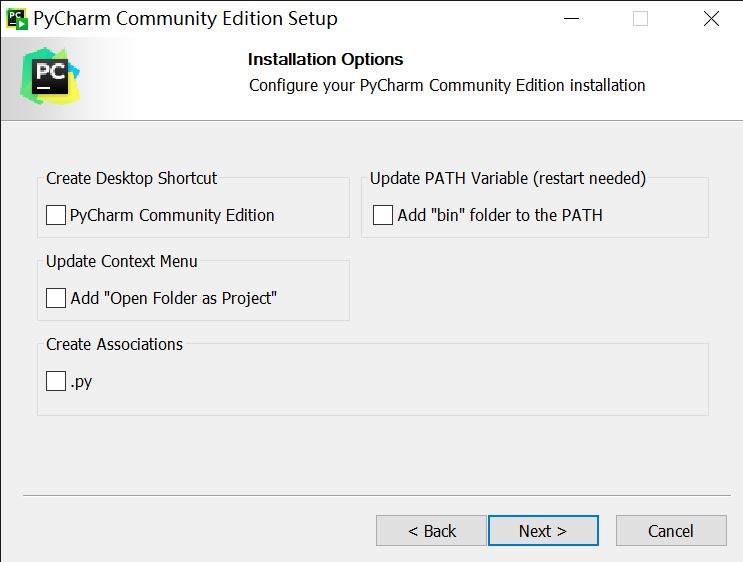 PyCharm Community Edition Setup
PC
Installation Options
Configure your PyCharm Community Edition installation
Create Desktop Shortcut
PyCharm Community Edition
Update PATH Variable (restart needed)
Add "bin" folder to the PATH
Update Context Menu
Add "Open Folder as Project"
Create Associations
.py
< Back
Next >
Cancel